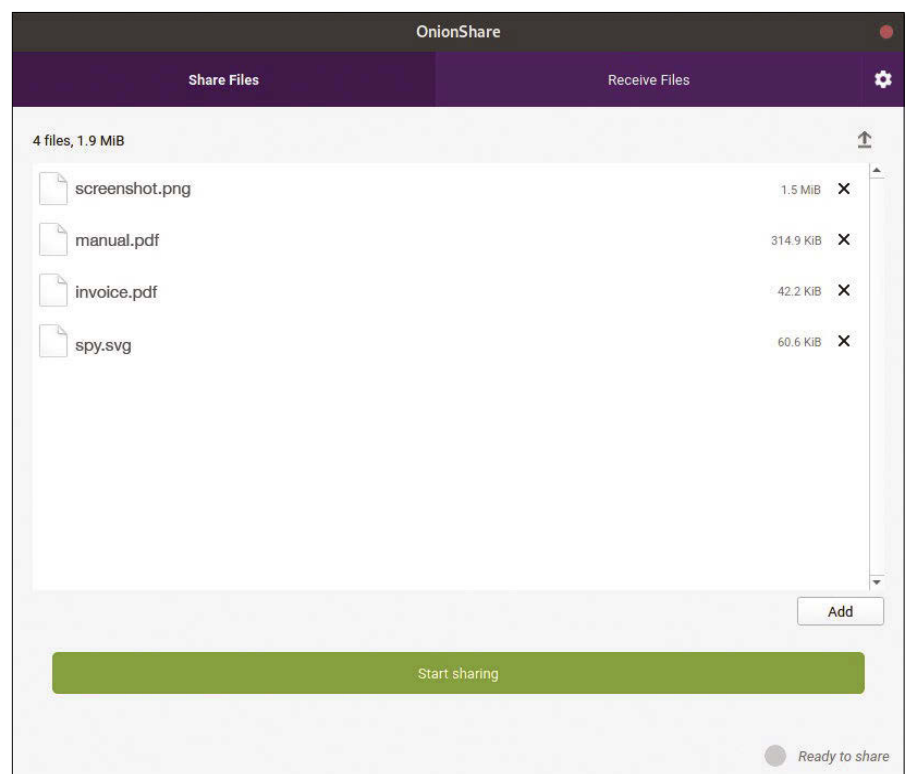 OnionShare
Share Files
Receive Files
4 files, 1.9 MiB
screenshot.png 1.5 MiB
manual.pdf 314.9 KiB
invoice.pdf 42.2 KiB
spy.svg 60.6 KiB
Add
Start sharing
Ready to share